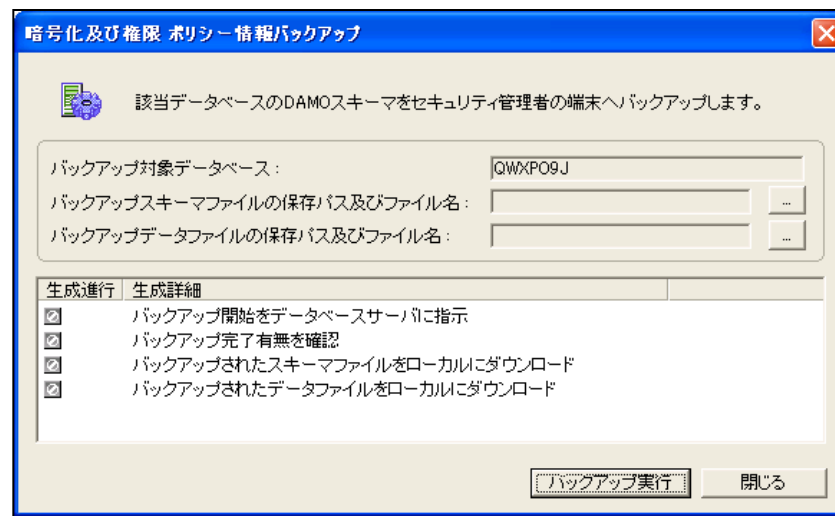 暗号化及び権限 ポリシー情報バックアップ
該当データベースのDAMOスキーマをセキュリティ管理者の端末へバックアップします。
バックアップ対象データベース : QWXPO9J
バックアップスキーマファイルの保存パス及びファイル名 : ...
バックアップデータファイルの保存パス及びファイル名 : ...
生成進行 生成詳細
バックアップ開始をデータベースサーバに指示
バックアップ完了有無を確認
バックアップされたスキーマファイルをローカルにダウンロード
バックアップされたデータファイルをローカルにダウンロード
バックアップ実行 閉じる